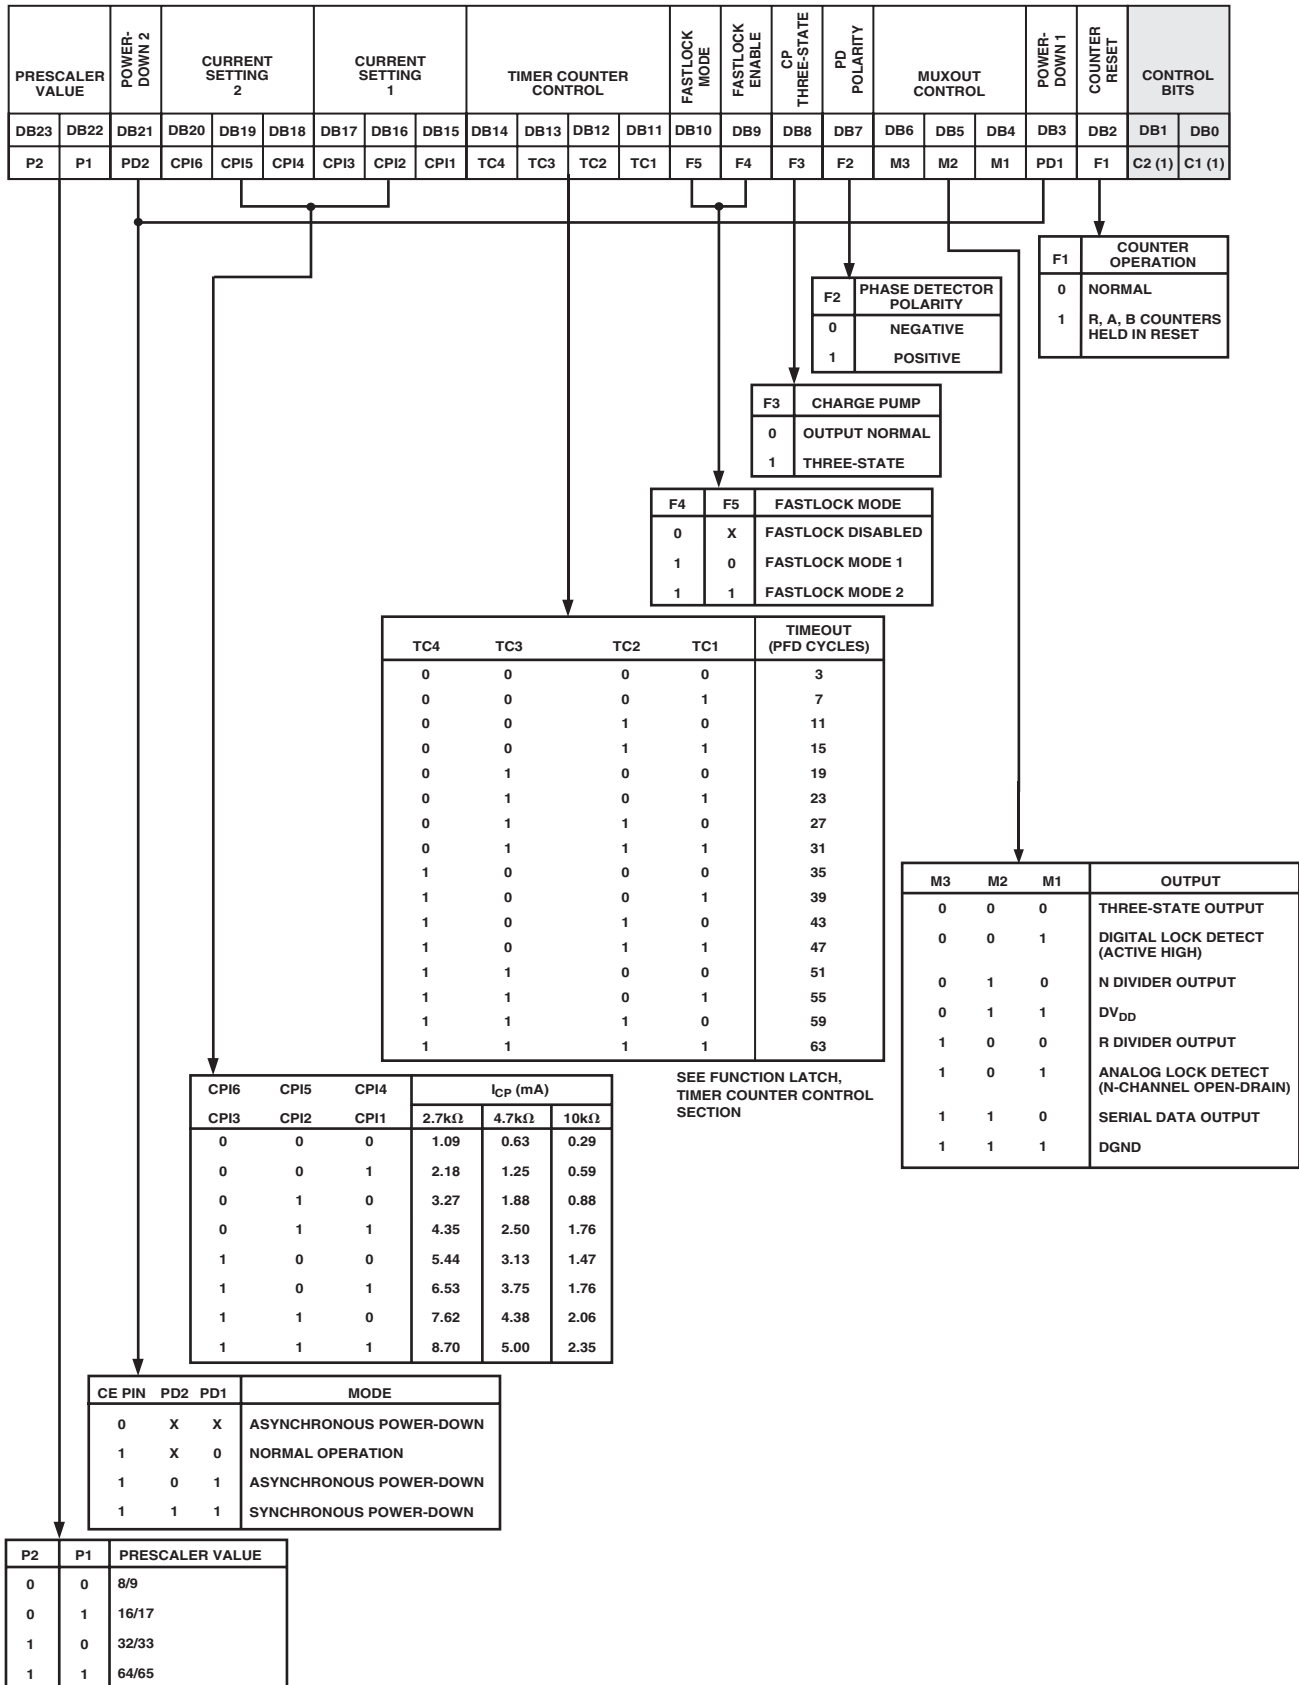 PRESCALER VALUE
POWER-DOWN 2
CURRENT SETTING 2
CURRENT SETTING 1
TIMER COUNTER CONTROL
FASTLOCK MODE
FASTLOCK ENABLE
CP THREE-STATE
PD POLARITY
MUXOUT CONTROL
POWER-DOWN 1
COUNTER RESET
CONTROL BITS
DB23 DB22 DB21 DB20 DB19 DB18 DB17 DB16 DB15 DB14 DB13 DB12 DB11 DB10 DB9 DB8 DB7 DB6 DB5 DB4 DB3 DB2 DB1 DB0
P2 P1 PD2 CPI6 CPI5 CPI4 CPI3 CPI2 CPI1 TC4 TC3 TC2 TC1 F5 F4 F3 F2 M3 M2 M1 PD1 F1 C2 (1) C1 (1)
F1 COUNTER OPERATION
0 NORMAL
1 R, A, B COUNTERS
HELD IN RESET
F2 PHASE DETECTOR POLARITY
0 NEGATIVE
1 POSITIVE
F3 CHARGE PUMP
0 OUTPUT NORMAL
1 THREE-STATE
F4 F5 FASTLOCK MODE
0 X FASTLOCK DISABLED
1 0 FASTLOCK MODE 1
1 1 FASTLOCK MODE 2
TC4 TC3 TC2 TC1 TIMEOUT (PFD CYCLES)
0 0 0 0 3
0 0 0 1 7
0 0 1 0 11
0 0 1 1 15
0 1 0 0 19
0 1 0 1 23
0 1 1 0 27
0 1 1 1 31
1 0 0 0 35
1 0 0 1 39
1 0 1 0 43
1 0 1 1 47
1 1 0 0 51
1 1 0 1 55
1 1 1 0 59
1 1 1 1 63
SEE FUNCTION LATCH,
TIMER COUNTER CONTROL
SECTION
M3 M2 M1 OUTPUT
0 0 0 THREE-STATE OUTPUT
0 0 1 DIGITAL LOCK DETECT
(ACTIVE HIGH)
0 1 0 N DIVIDER OUTPUT
0 1 1 DVDD
1 0 0 R DIVIDER OUTPUT
1 0 1 ANALOG LOCK DETECT
(N-CHANNEL OPEN-DRAIN)
1 1 0 SERIAL DATA OUTPUT
1 1 1 DGND
CPI6 CPI5 CPI4 ICP (mA)
CPI3 CPI2 CPI1 2.7kΩ 4.7kΩ 10kΩ
0 0 0 1.09 0.63 0.29
0 0 1 2.18 1.25 0.59
0 1 0 3.27 1.88 0.88
0 1 1 4.35 2.50 1.76
1 0 0 5.44 3.13 1.47
1 0 1 6.53 3.75 1.76
1 1 0 7.62 4.38 2.06
1 1 1 8.70 5.00 2.35
CE PIN PD2 PD1 MODE
0 X X ASYNCHRONOUS POWER-DOWN
1 X 0 NORMAL OPERATION
1 0 1 ASYNCHRONOUS POWER-DOWN
1 1 1 SYNCHRONOUS POWER-DOWN
P2 P1 PRESCALER VALUE
0 0 8/9
0 1 16/17
1 0 32/33
1 1 64/65